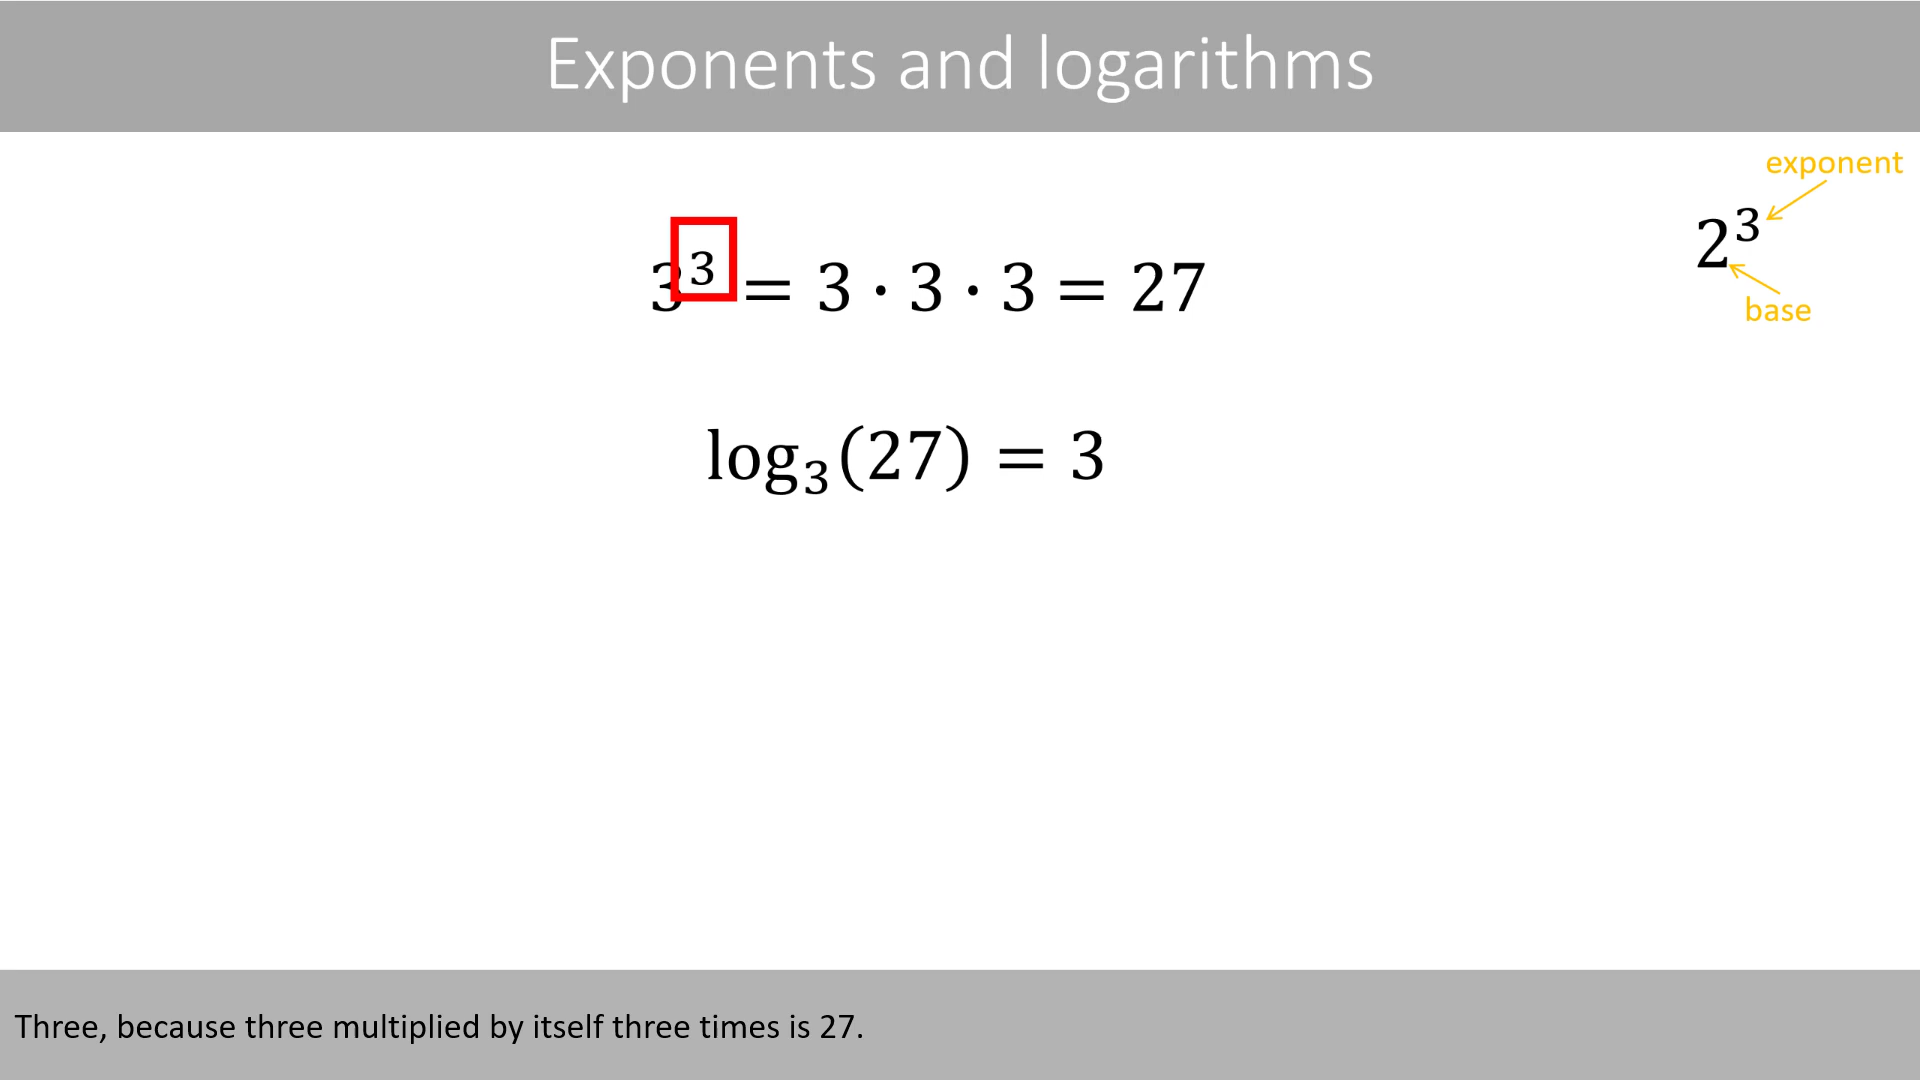 Exponents and logarithms
exponent
2³
base
3³ = 3 · 3 · 3 = 27
log₃(27) = 3
Three, because three multiplied by itself three times is 27.